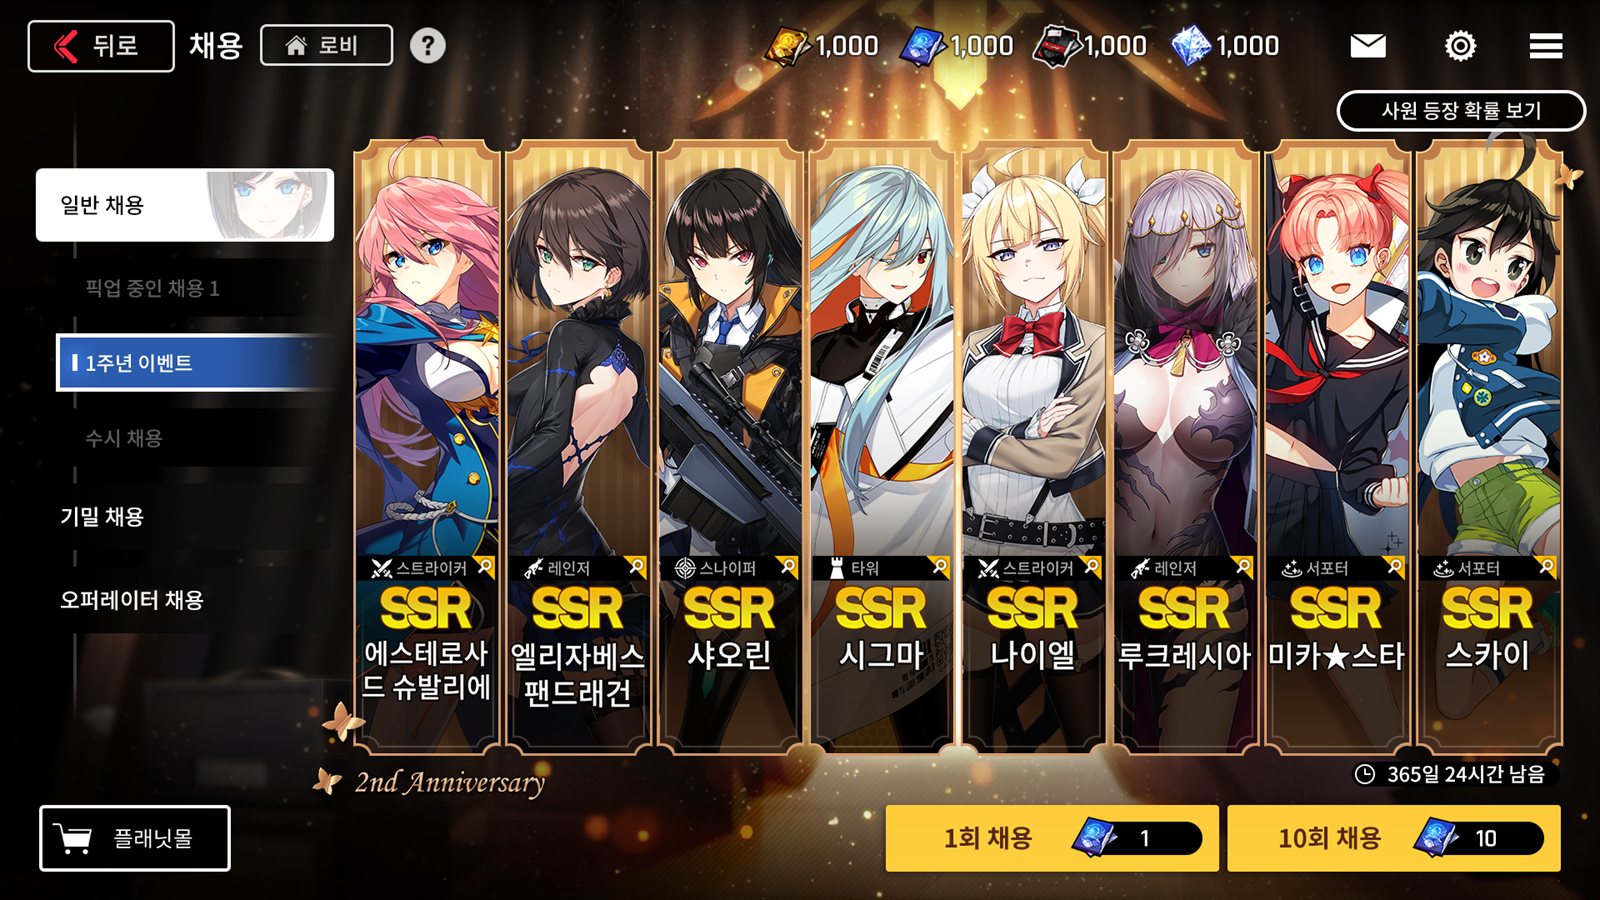 뒤로 채용 로비 ?
1,000 1,000 1,000 1,000
사원 등장 확률 보기
일반 채용
픽업 중인 채용 1
1주년 이벤트
수시 채용
기밀 채용
오퍼레이터 채용
스트라이커
SSR
에스테로사
드 슈발리에
레인저
SSR
엘리자베스
팬드래건
스나이퍼
SSR
샤오린
타워
SSR
시그마
스트라이커
SSR
나이엘
레인저
SSR
루크레시아
서포터
SSR
미카★스타
서포터
SSR
스카이
2nd Anniversary
365일 24시간 남음
플래닛몰
1회 채용 1
10회 채용 10